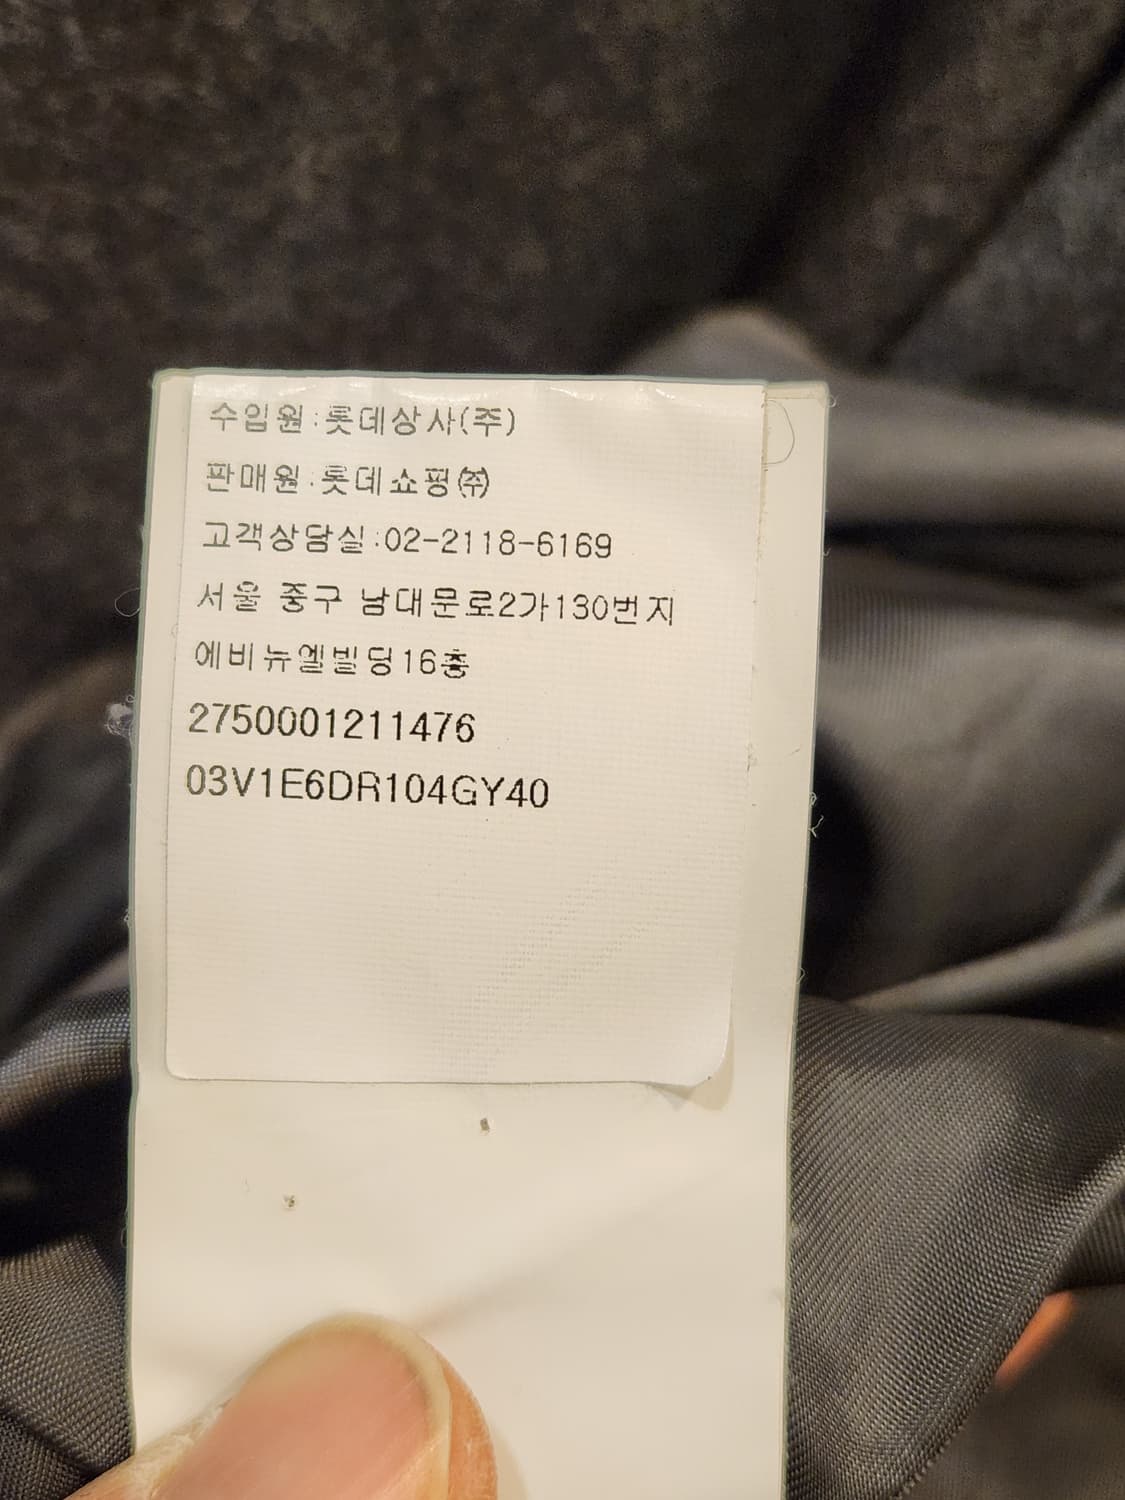 수입원:롯데상사(주)
판매원:롯데쇼핑㈜
고객상담실:02-2118-6169
서울 중구 남대문로2가130번지
에비뉴엘빌딩16층
2750001211476
03V1E6DR104GY40